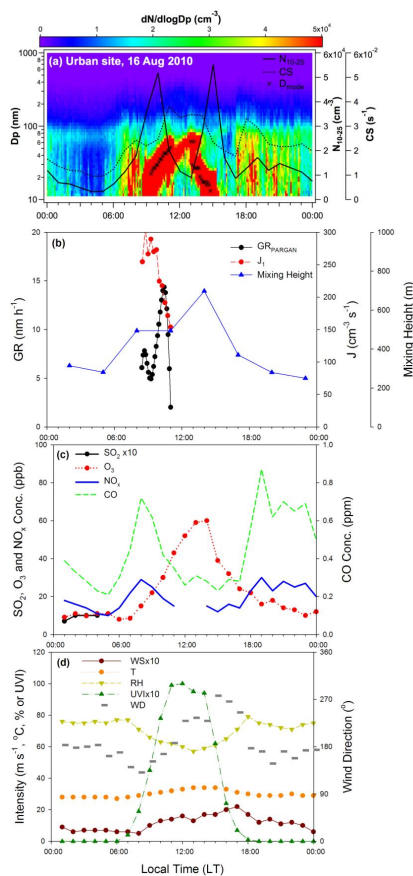 dN/dlogDp (cm⁻³)
0 1 2 3 4 5x10⁴
(a) Urban site, 16 Aug 2010
N₁₀₋₂₅
CS
D_mode
Dp (nm)
1000
100
10
00:00 06:00 12:00 18:00 00:00
6x10⁴
5
4
3
2
1
0
N₁₀₋₂₅ (cm⁻³)
6x10⁻²
5
4
3
2
1
0
CS (s⁻¹)
(b)
GR_PARGAN
J₁
Mixing Height
GR (nm h⁻¹)
20
15
10
5
0
00:00 06:00 12:00 18:00 00:00
300
250
200
150
100
50
0
J (cm⁻³ s⁻¹)
1000
800
600
400
200
0
Mixing Height (m)
(c)
SO₂ x10
O₃
NOₓ
CO
SO₂, O₃ and NOₓ Conc. (ppb)
100
80
60
40
20
0
00:00 06:00 12:00 18:00 00:00
1.0
0.8
0.6
0.4
0.2
0.0
CO Conc. (ppm)
(d)
WSx10
T
RH
UVIx10
WD
Intensity (m s⁻¹, °C, % or UVI)
120
100
80
60
40
20
0
00:00 06:00 12:00 18:00 00:00
360
270
180
90
0
Wind Direction (°)
Local Time (LT)